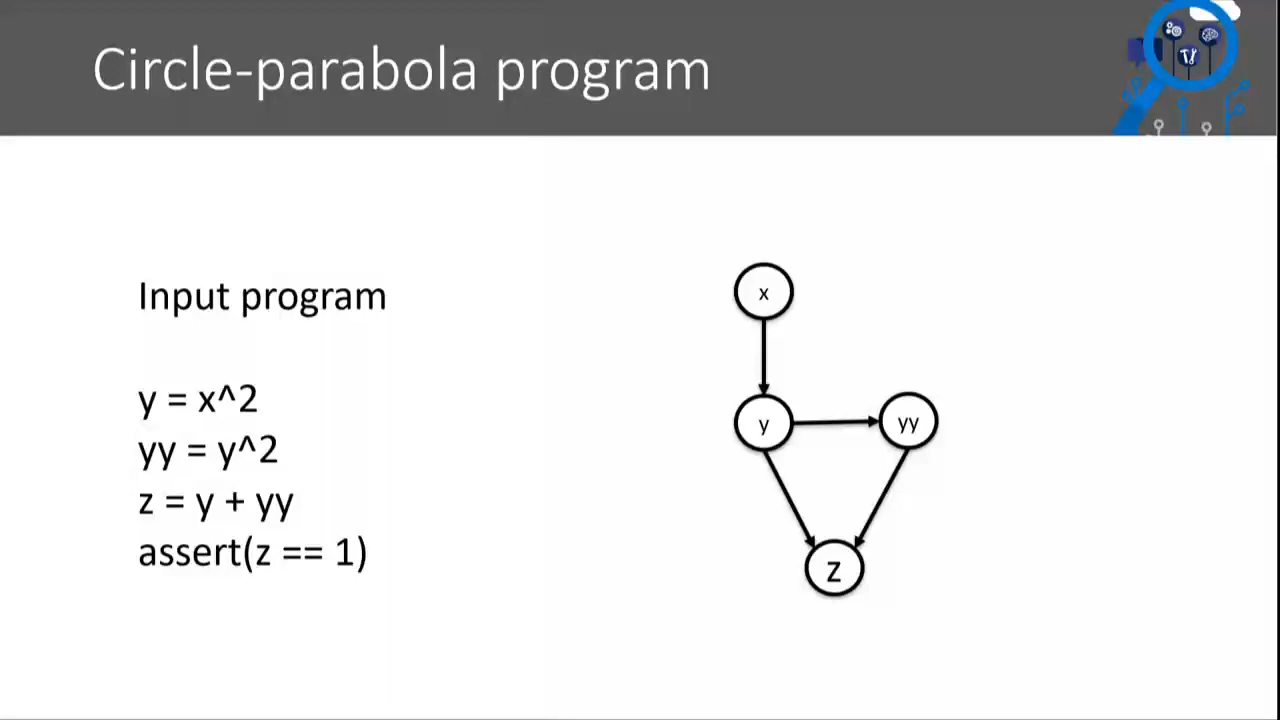 Circle-parabola program
Input program
y = x^2
yy = y^2
z = y + yy
assert(z == 1)
x
y
yy
z